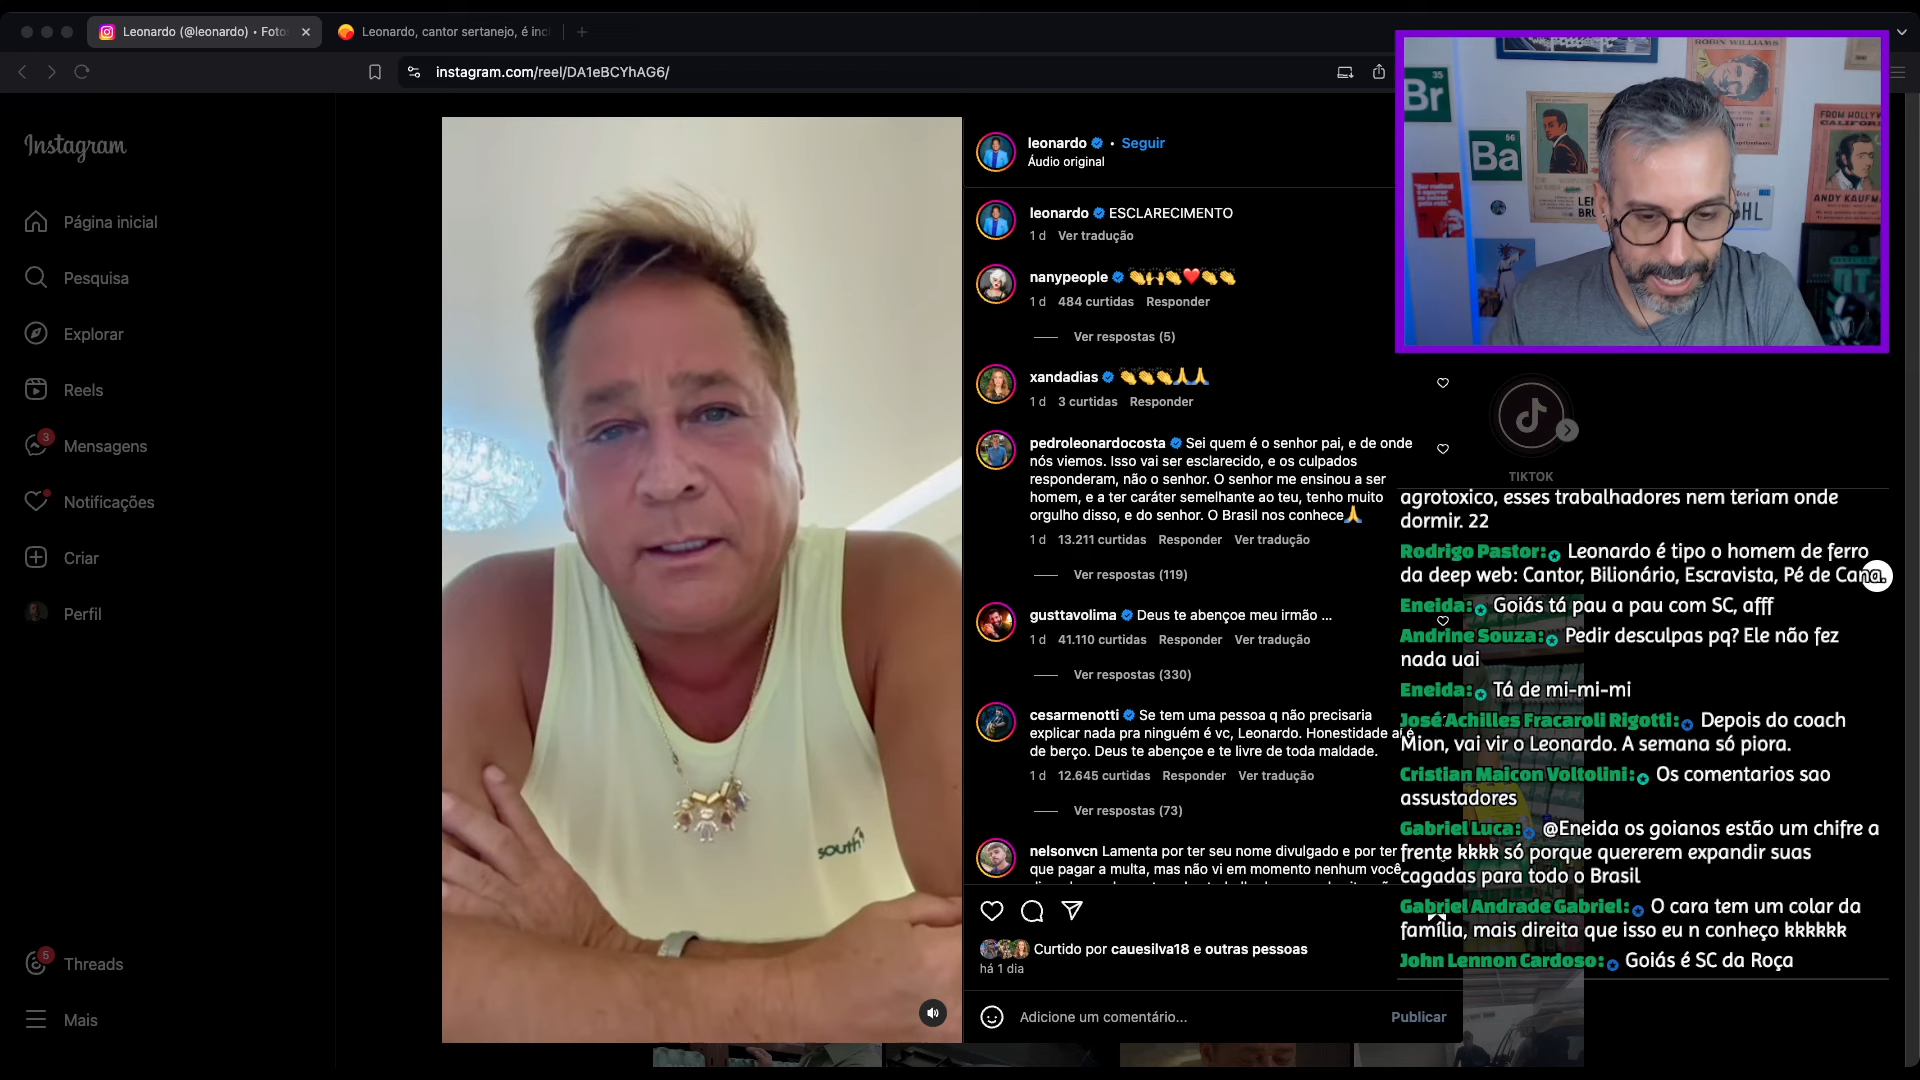 Leonardo (@leonardo) • Foto
Leonardo, cantor sertanejo, é inc
instagram.com/reel/DA1eBCYhAG6/
Instagram
Página inicial
Pesquisa
Explorar
Reels
3
Mensagens
Notificações
Criar
Perfil
5
Threads
Mais
south
leonardo • Seguir
Áudio original
leonardo ESCLARECIMENTO
1 d Ver tradução
nanypeople 👏🙌👏❤️👏👏
1 d 484 curtidas Responder
Ver respostas (5)
xandadias 👏👏👏🙏🙏
1 d 3 curtidas Responder
pedroleonardocosta Sei quem é o senhor pai, e de onde
nós viemos. Isso vai ser esclarecido, e os culpados
responderam, não o senhor. O senhor me ensinou a ser
homem, e a ter caráter semelhante ao teu, tenho muito
orgulho disso, e do senhor. O Brasil nos conhece🙏
1 d 13.211 curtidas Responder Ver tradução
Ver respostas (119)
gusttavolima Deus te abençoe meu irmão ...
1 d 41.110 curtidas Responder Ver tradução
Ver respostas (330)
cesarmenotti Se tem uma pessoa q não precisaria
explicar nada pra ninguém é vc, Leonardo. Honestidade aí é
de berço. Deus te abençoe e te livre de toda maldade.
1 d 12.645 curtidas Responder Ver tradução
Ver respostas (73)
nelsonvcn Lamenta por ter seu nome divulgado e por ter
que pagar a multa, mas não vi em momento nenhum você
Curtido por cauesilva18 e outras pessoas
há 1 dia
Adicione um comentário...
Publicar
35
Br
56
Ba
ROBIN WILLIAMS
FROM HOLLYW
CALIFOR
ANDY KAUFM
TIKTOK
agrotoxico, esses trabalhadores nem teriam onde
dormir. 22
Rodrigo Pastor: Leonardo é tipo o homem de ferro
da deep web: Cantor, Bilionário, Escravista, Pé de Cana.
Eneida: Goiás tá pau a pau com SC, afff
Andrine Souza: Pedir desculpas pq? Ele não fez
nada uai
Eneida: Tá de mi-mi-mi
José Achilles Fracaroli Rigotti: Depois do coach
Mion, vai vir o Leonardo. A semana só piora.
Cristian Maicon Voltolini: Os comentarios sao
assustadores
Gabriel Luca: @Eneida os goianos estão um chifre a
frente kkkk só porque quererem expandir suas
cagadas para todo o Brasil
Gabriel Andrade Gabriel: O cara tem um colar da
família, mais direita que isso eu n conheço kkkkkk
John Lennon Cardoso: Goiás é SC da Roça